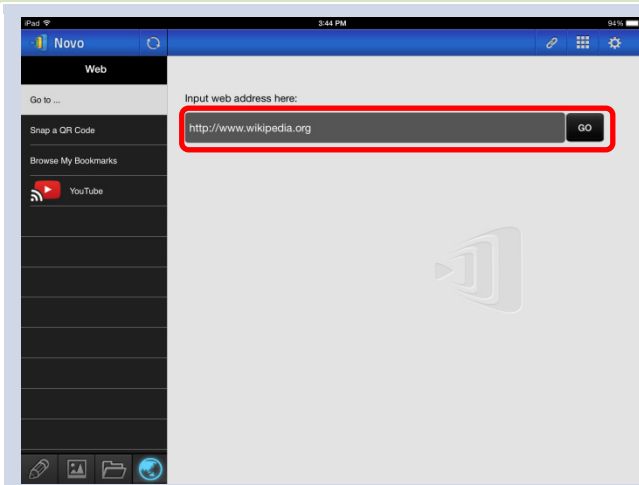 iPad 3:44 PM 94%
Novo
Web
Go to ...
Input web address here:
http://www.wikipedia.org GO
Snap a QR Code
Browse My Bookmarks
YouTube